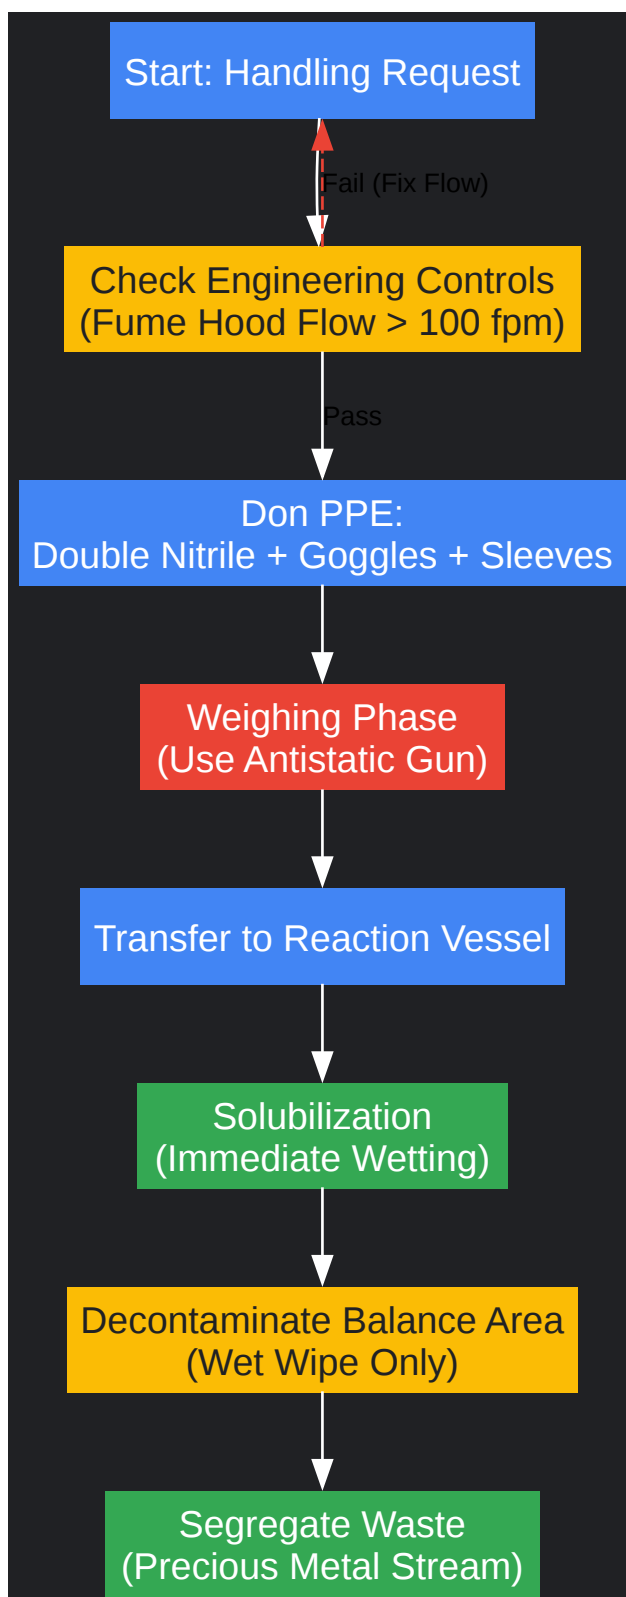 Start: Handling Request
Fail (Fix Flow)
Check Engineering Controls
(Fume Hood Flow > 100 fpm)
Pass
Don PPE:
Double Nitrile + Goggles + Sleeves
Weighing Phase
(Use Antistatic Gun)
Transfer to Reaction Vessel
Solubilization
(Immediate Wetting)
Decontaminate Balance Area
(Wet Wipe Only)
Segregate Waste
(Precious Metal Stream)